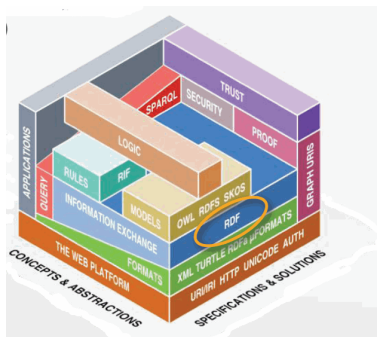 TRUST
SPARQL
SECURITY
PROOF
APPLICATIONS
LOGIC
GRAPH URIS
RULES
RIF
QUERY
MODELS
OWL RDFS SKOS
INFORMATION EXCHANGE
RDF
FORMATS
XML TURTLE RDFa µFORMATS
THE WEB PLATFORM
URI/IRI HTTP UNICODE AUTH
CONCEPTS & ABSTRACTIONS
SPECIFICATIONS & SOLUTIONS